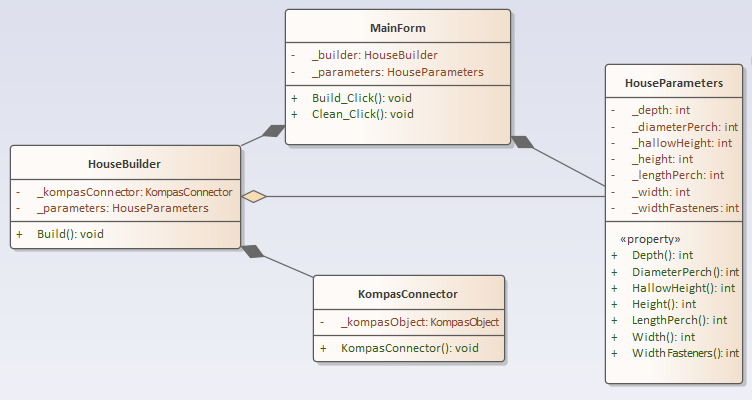 MainForm
- _builder: HouseBuilder
- _parameters: HouseParameters
+ Build_Click(): void
+ Clean_Click(): void
HouseParameters
- _depth: int
- _diameterPerch: int
- _hallowHeight: int
- _height: int
- _lengthPerch: int
- _width: int
- _widthFasteners: int
«property»
+ Depth(): int
+ DiameterPerch(): int
+ HallowHeight(): int
+ Height(): int
+ LengthPerch(): int
+ Width(): int
+ WidthFasteners(): int
HouseBuilder
- _kompasConnector: KompasConnector
- _parameters: HouseParameters
+ Build(): void
KompasConnector
- _kompasObject: KompasObject
+ KompasConnector(): void